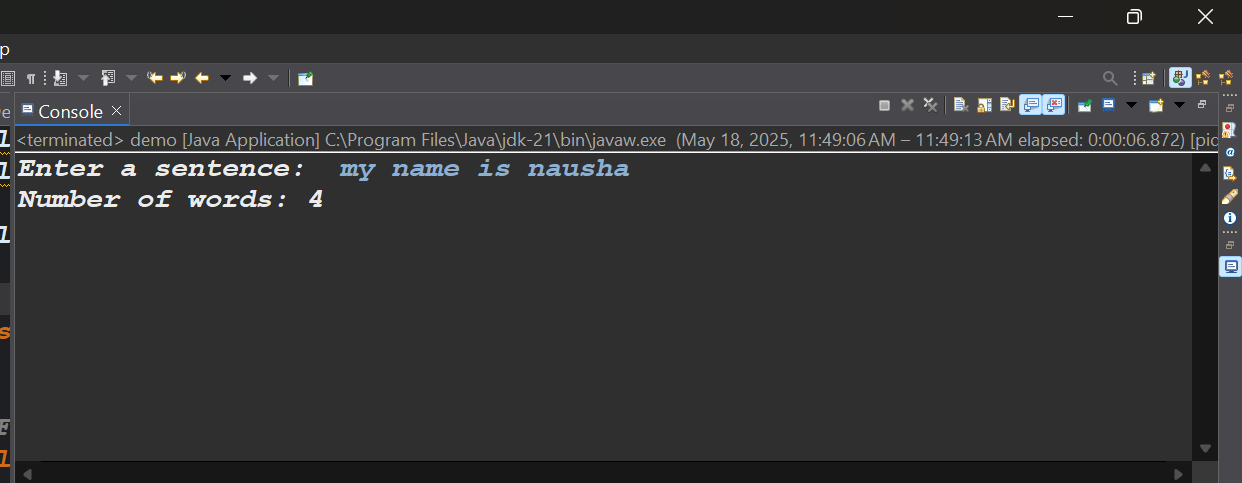 p
Console
<terminated> demo [Java Application] C:\Program Files\Java\jdk-21\bin\javaw.exe (May 18, 2025, 11:49:06 AM – 11:49:13 AM elapsed: 0:00:06.872) [pic
Enter a sentence:  my name is nausha
Number of words: 4